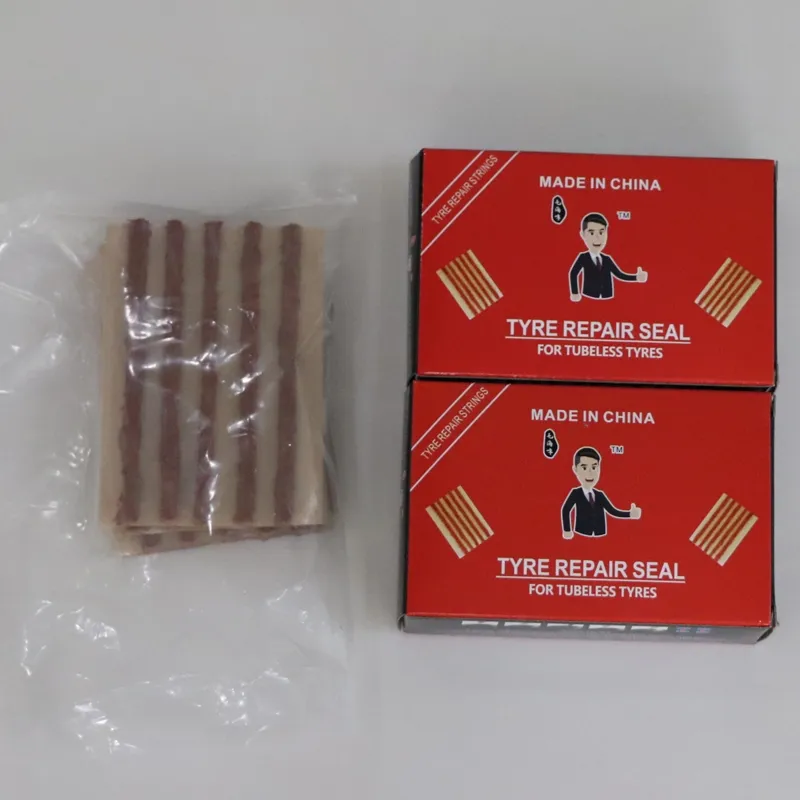 TYRE REPAIR STRINGS
MADE IN CHINA
TM
TYRE REPAIR SEAL
FOR TUBELESS TYRES
TYRE REPAIR STRINGS
MADE IN CHINA
TM
TYRE REPAIR SEAL
FOR TUBELESS TYRES